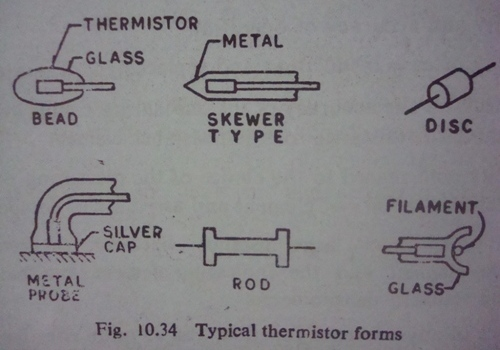 THERMISTOR
GLASS
BEAD
METAL
SKEWER
TYPE
DISC
SILVER
CAP
METAL
PROBE
ROD
FILAMENT
GLASS
Fig. 10.34 Typical thermistor forms